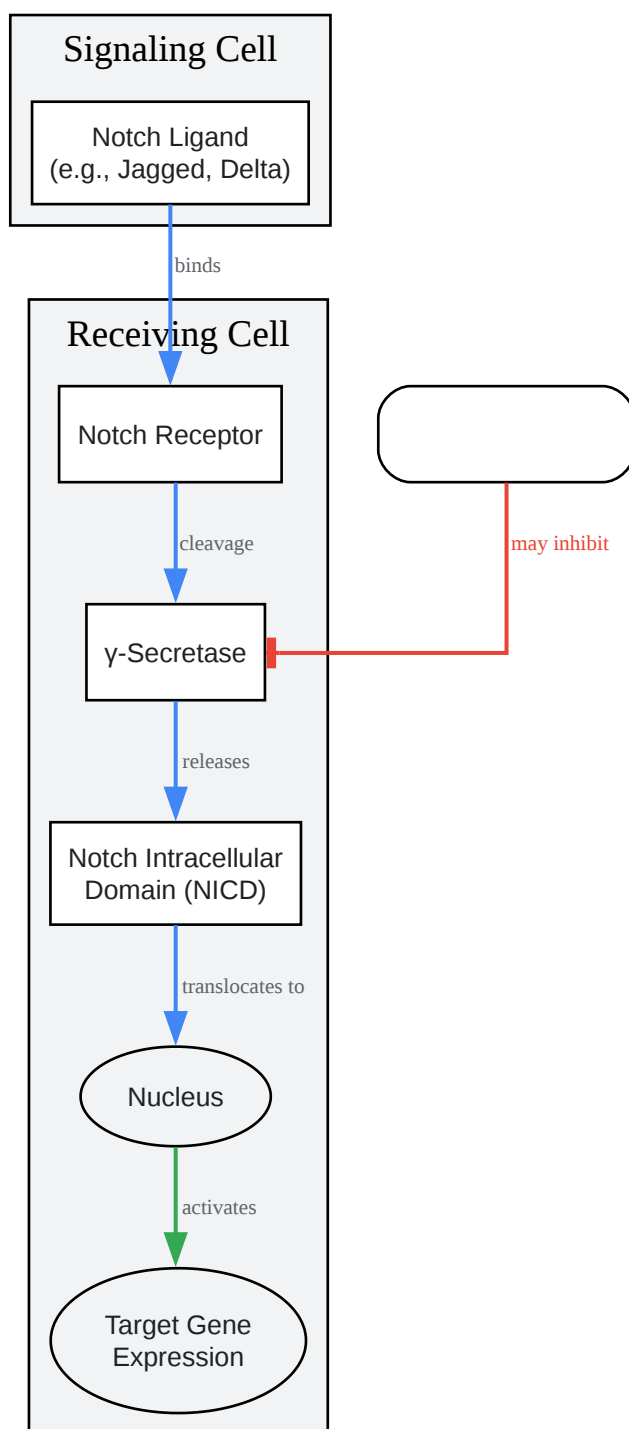 Signaling Cell
Notch Ligand
(e.g., Jagged, Delta)
binds
Receiving Cell
Notch Receptor
cleavage
may inhibit
γ-Secretase
releases
Notch Intracellular
Domain (NICD)
translocates to
Nucleus
activates
Target Gene
Expression